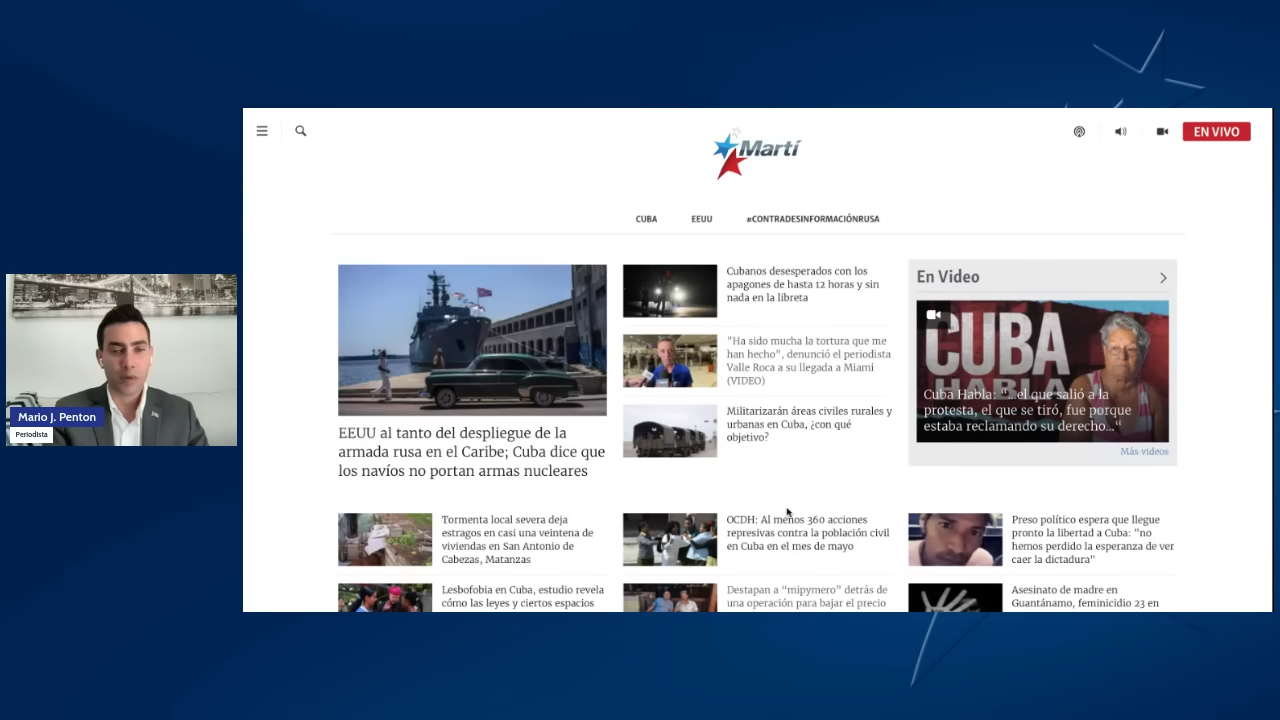 Martí
EN VIVO
CUBA
EEUU
#CONTRADESINFORMACIÓNRUSA
EEUU al tanto del despliegue de la
armada rusa en el Caribe; Cuba dice que
los navíos no portan armas nucleares
Cubanos desesperados con los
apagones de hasta 12 horas y sin
nada en la libreta
"Ha sido mucha la tortura que me
han hecho", denunció el periodista
Valle Roca a su llegada a Miami
(VIDEO)
Militarizarán áreas civiles rurales y
urbanas en Cuba, ¿con qué
objetivo?
En Video
CUBA
HABLA
Cuba Habla: “...el que salió a la
protesta, el que se tiró, fue porque
estaba reclamando su derecho...“
Más videos
Mario J. Penton
Periodista
Tormenta local severa deja
estragos en casi una veintena de
viviendas en San Antonio de
Cabezas, Matanzas
OCDH: Al menos 360 acciones
represivas contra la población civil
en Cuba en el mes de mayo
Preso político espera que llegue
pronto la libertad a Cuba: "no
hemos perdido la esperanza de ver
caer la dictadura"
Lesbofobia en Cuba, estudio revela
cómo las leyes y ciertos espacios
Destapan a “mipymero” detrás de
una operación para bajar el precio
Asesinato de madre en
Guantánamo, feminicidio 23 en